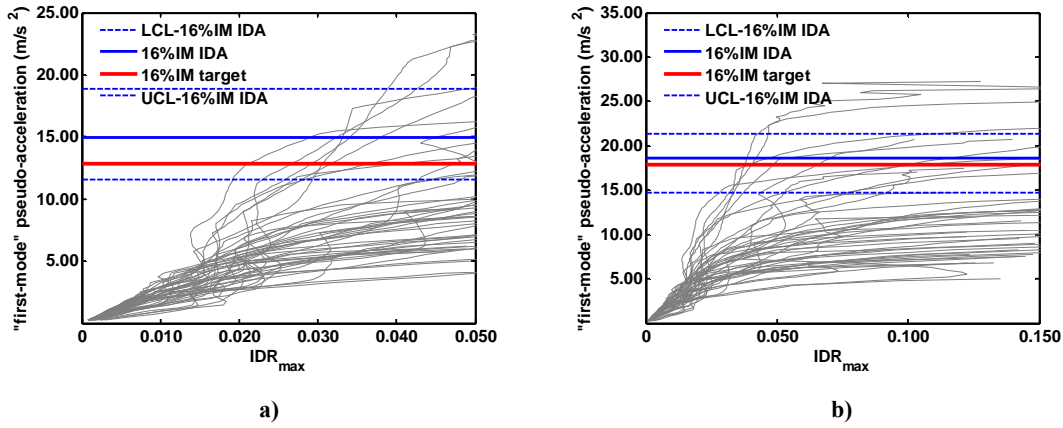 25.00
20.00
15.00
10.00
5.00
0
0.010
0.020
0.030
0.040
0.050
IDR_max
"first-mode" pseudo-acceleration (m/s²)
LCL-16%IM IDA
16%IM IDA
16%IM target
UCL-16%IM IDA
a)
35.00
30.00
25.00
20.00
15.00
10.00
5.00
0
0.050
0.100
0.150
IDR_max
"first-mode" pseudo-acceleration (m/s²)
LCL-16%IM IDA
16%IM IDA
16%IM target
UCL-16%IM IDA
b)